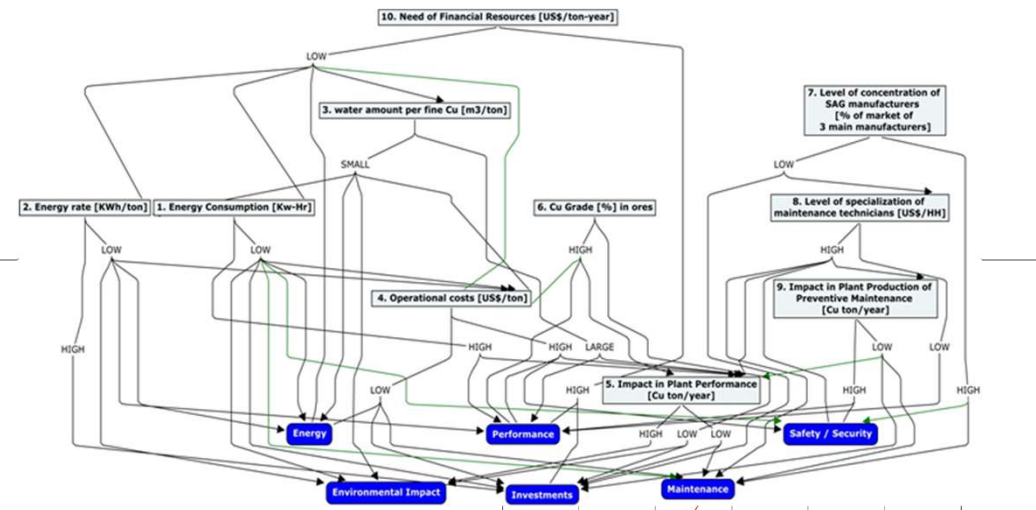 10. Need of Financial Resources [US$/ton-year]
LOW
7. Level of concentration of
SAG manufacturers
[% of market of
3 main manufacturers]
3. water amount per fine Cu [m3/ton]
SMALL
LOW
2. Energy rate [KWh/ton]
1. Energy Consumption [Kw-Hr]
6. Cu Grade [%] in ores
8. Level of specialization of
maintenance technicians [US$/HH]
LOW
LOW
HIGH
HIGH
4. Operational costs [US$/ton]
9. Impact in Plant Production of
Preventive Maintenance
[Cu ton/year]
HIGH
HIGH
HIGH
LARGE
LOW
LOW
LOW
HIGH
5. Impact in Plant Performance
[Cu ton/year]
HIGH
HIGH
Energy
Performance
HIGH
LOW
LOW
Safety / Security
Environmental Impact
Investments
Maintenance